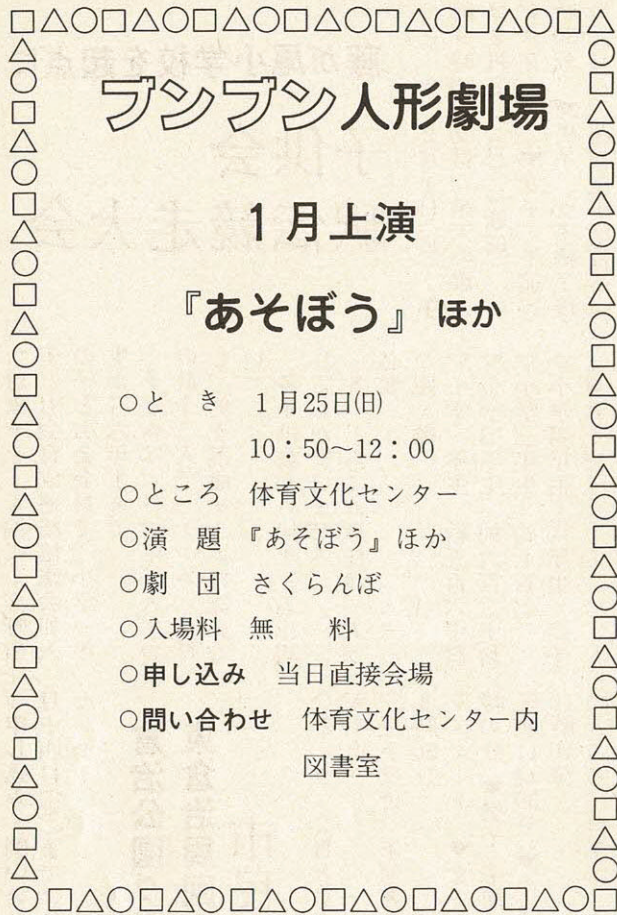 ブンブン人形劇場
1月上演
『あそぼう』ほか
○と　き　1月25日(日)
10：50～12：00
○ところ　体育文化センター
○演　題　『あそぼう』ほか
○劇　団　さくらんぼ
○入場料　無　　料
○申し込み　当日直接会場
○問い合わせ　体育文化センター内
図書室